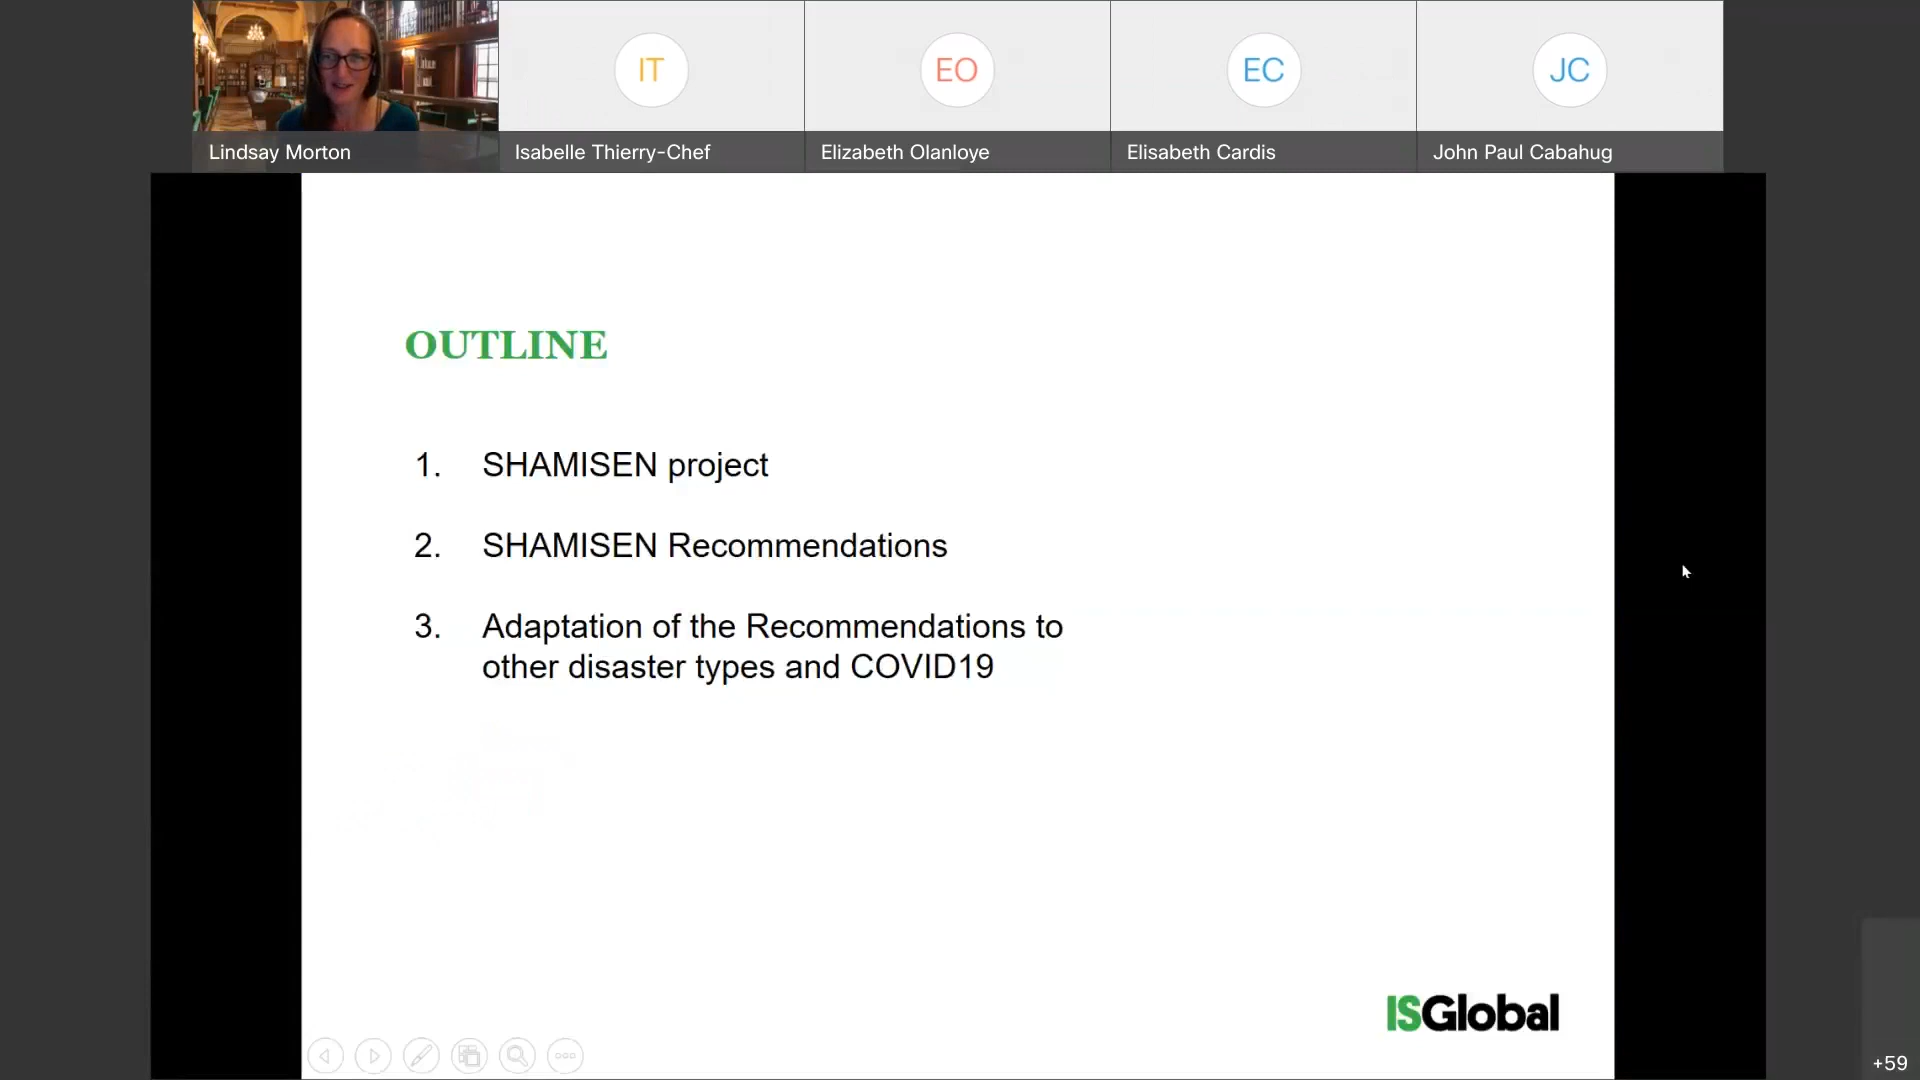 IT
EO
EC
JC
Lindsay Morton
Isabelle Thierry-Chef
Elizabeth Olanloye
Elisabeth Cardis
John Paul Cabahug
OUTLINE
1. SHAMISEN project
2. SHAMISEN Recommendations
3. Adaptation of the Recommendations to
other disaster types and COVID19
ISGlobal
+59